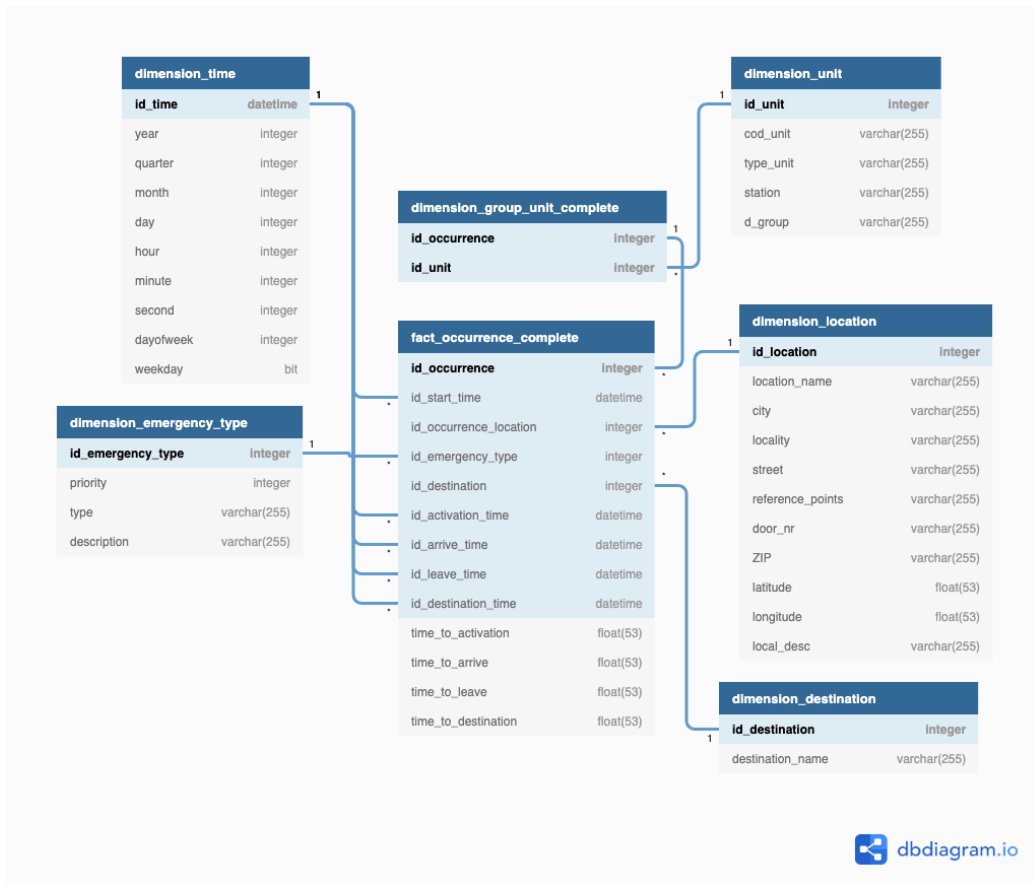 dimension_time
id_time datetime
year integer
quarter integer
month integer
day integer
hour integer
minute integer
second integer
dayofweek integer
weekday bit
1
dimension_unit
id_unit integer
cod_unit varchar(255)
type_unit varchar(255)
station varchar(255)
d_group varchar(255)
1
dimension_group_unit_complete
id_occurrence integer
id_unit integer
1
*
fact_occurrence_complete
id_occurrence integer
id_start_time datetime
id_occurrence_location integer
id_emergency_type integer
id_destination integer
id_activation_time datetime
id_arrive_time datetime
id_leave_time datetime
id_destination_time datetime
time_to_activation float(53)
time_to_arrive float(53)
time_to_leave float(53)
time_to_destination float(53)
*
*
*
*
*
*
*
*
*
dimension_emergency_type
id_emergency_type integer
priority integer
type varchar(255)
description varchar(255)
1
dimension_location
id_location integer
location_name varchar(255)
city varchar(255)
locality varchar(255)
street varchar(255)
reference_points varchar(255)
door_nr varchar(255)
ZIP varchar(255)
latitude float(53)
longitude float(53)
local_desc varchar(255)
1
dimension_destination
id_destination integer
destination_name varchar(255)
1
dbdiagram.io